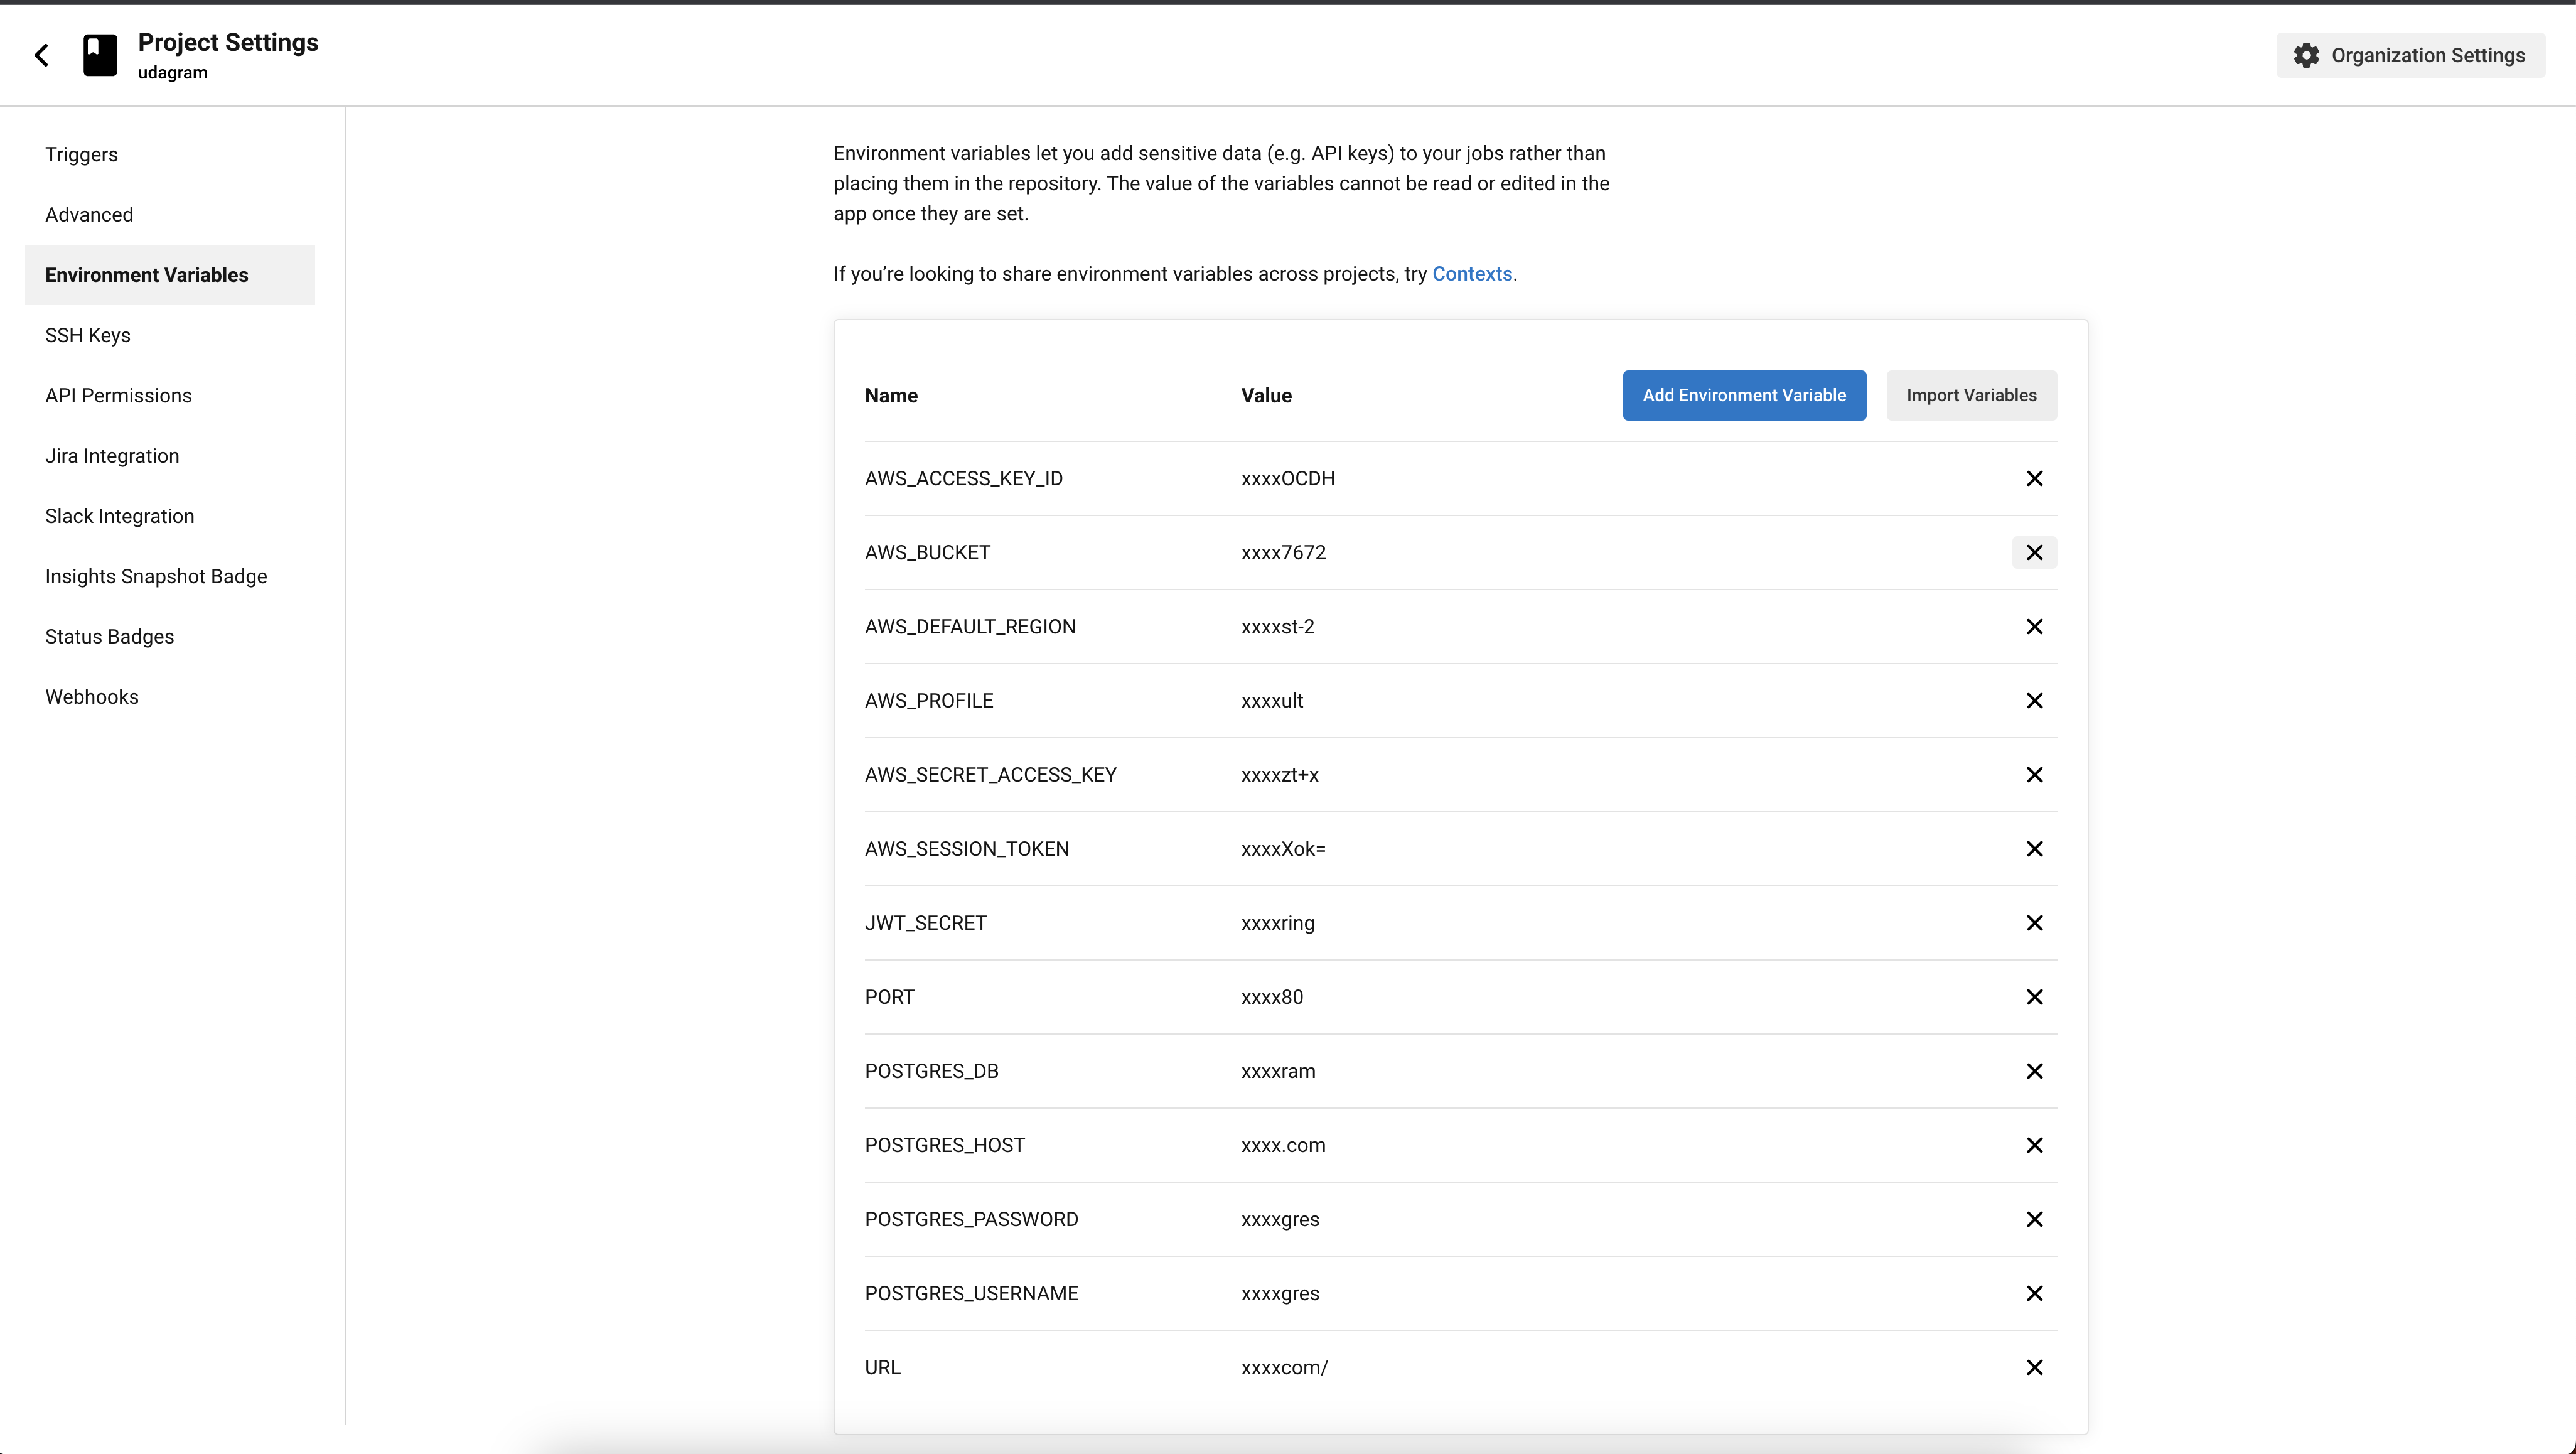 Project Settings
udagram
Organization Settings
Triggers
Advanced
Environment Variables
SSH Keys
API Permissions
Jira Integration
Slack Integration
Insights Snapshot Badge
Status Badges
Webhooks
Environment variables let you add sensitive data (e.g. API keys) to your jobs rather than
placing them in the repository. The value of the variables cannot be read or edited in the
app once they are set.
If you’re looking to share environment variables across projects, try Contexts.
Name Value Add Environment Variable Import Variables
AWS_ACCESS_KEY_ID xxxxOCDH
AWS_BUCKET xxxx7672
AWS_DEFAULT_REGION xxxxst-2
AWS_PROFILE xxxxult
AWS_SECRET_ACCESS_KEY xxxxzt+x
AWS_SESSION_TOKEN xxxxXok=
JWT_SECRET xxxxring
PORT xxxx80
POSTGRES_DB xxxxram
POSTGRES_HOST xxxx.com
POSTGRES_PASSWORD xxxxgres
POSTGRES_USERNAME xxxxgres
URL xxxxcom/